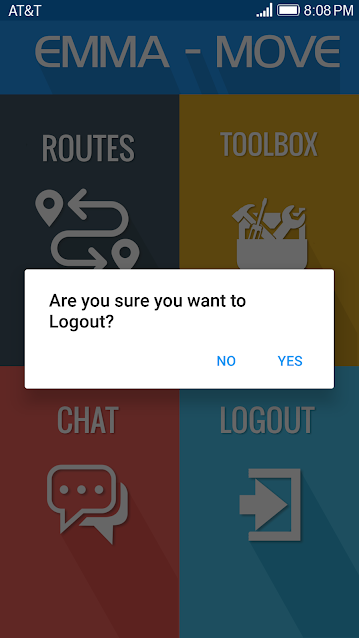 AT&T 8:08 PM
EMMA - MOVE
ROUTES TOOLBOX
Are you sure you want to
Logout?
NO YES
CHAT LOGOUT